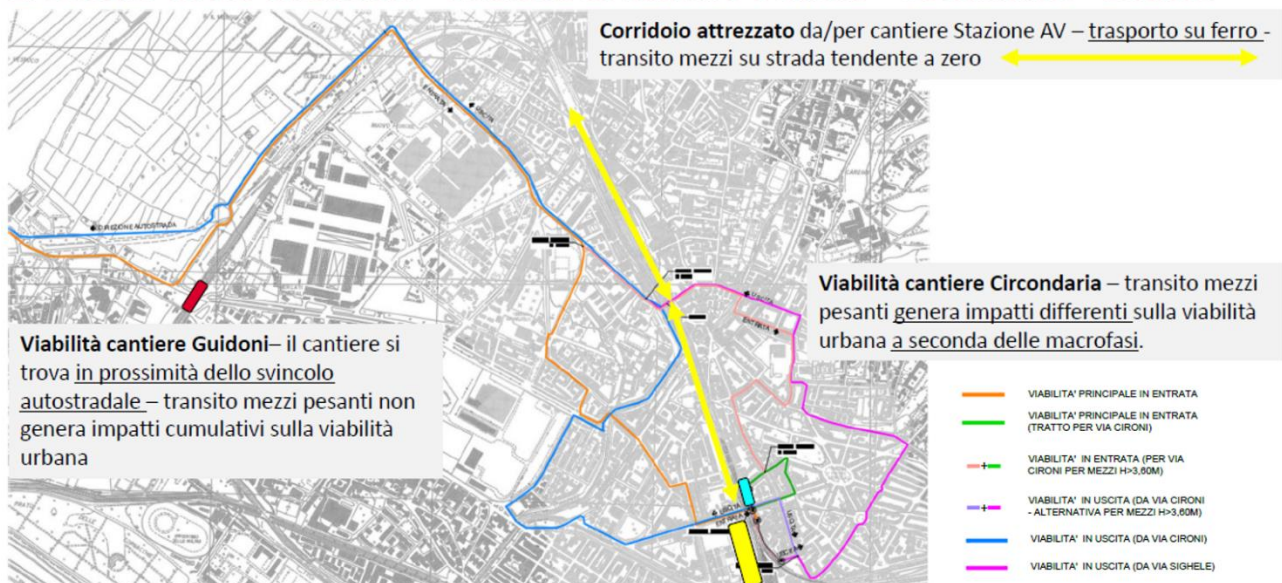 Corridoio attrezzato da/per cantiere Stazione AV – trasporto su ferro -
transito mezzi su strada tendente a zero
DIREZIONE AUTOSTRADA
USCITA
ENTRATA
Viabilità cantiere Guidoni– il cantiere si
trova in prossimità dello svincolo
autostradale – transito mezzi pesanti non
genera impatti cumulativi sulla viabilità
urbana
Viabilità cantiere Circondaria – transito mezzi
pesanti genera impatti differenti sulla viabilità
urbana a seconda delle macrofasi.
VIABILITA' PRINCIPALE IN ENTRATA
VIABILITA' PRINCIPALE IN ENTRATA
(TRATTO PER VIA CIRONI)
VIABILITA' IN ENTRATA (PER VIA
CIRONI PER MEZZI H>3,60M)
VIABILITA' IN USCITA (DA VIA CIRONI
- ALTERNATIVA PER MEZZI H>3,60M)
VIABILITA' IN USCITA (DA VIA CIRONI)
VIABILITA' IN USCITA (DA VIA SIGHELE)